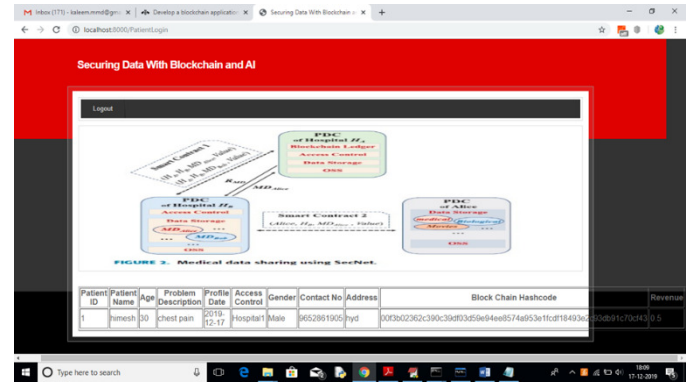 Inbox (171) - kaleem.mmd@gm
Develop a blockchain application
Securing Data With Blockchain
localhost:8000/PatientLogin
Securing Data With Blockchain and AI
Logout
PDC
of Hospital
Blockchain Ledger
Access Control
Data Storage
OSS
Smart Contract 1
PDC
of Hospital
Access Control
Data Storage
...
OSS
Smart Contract 2
PDC
of Alice
Data Storage
medical
Biological
Movies
...
OSS
FIGURE 2. Medical data sharing using SecNet.
Patient ID Patient Name Age Problem Description Profile Date Access Control Gender Contact No Address Block Chain Hashcode Revenue
1 himesh 30 chest pain 2019-12-17 Hospital1 Male 9652861905 hyd 0.5
Type here to search
18:09
17-12-2019